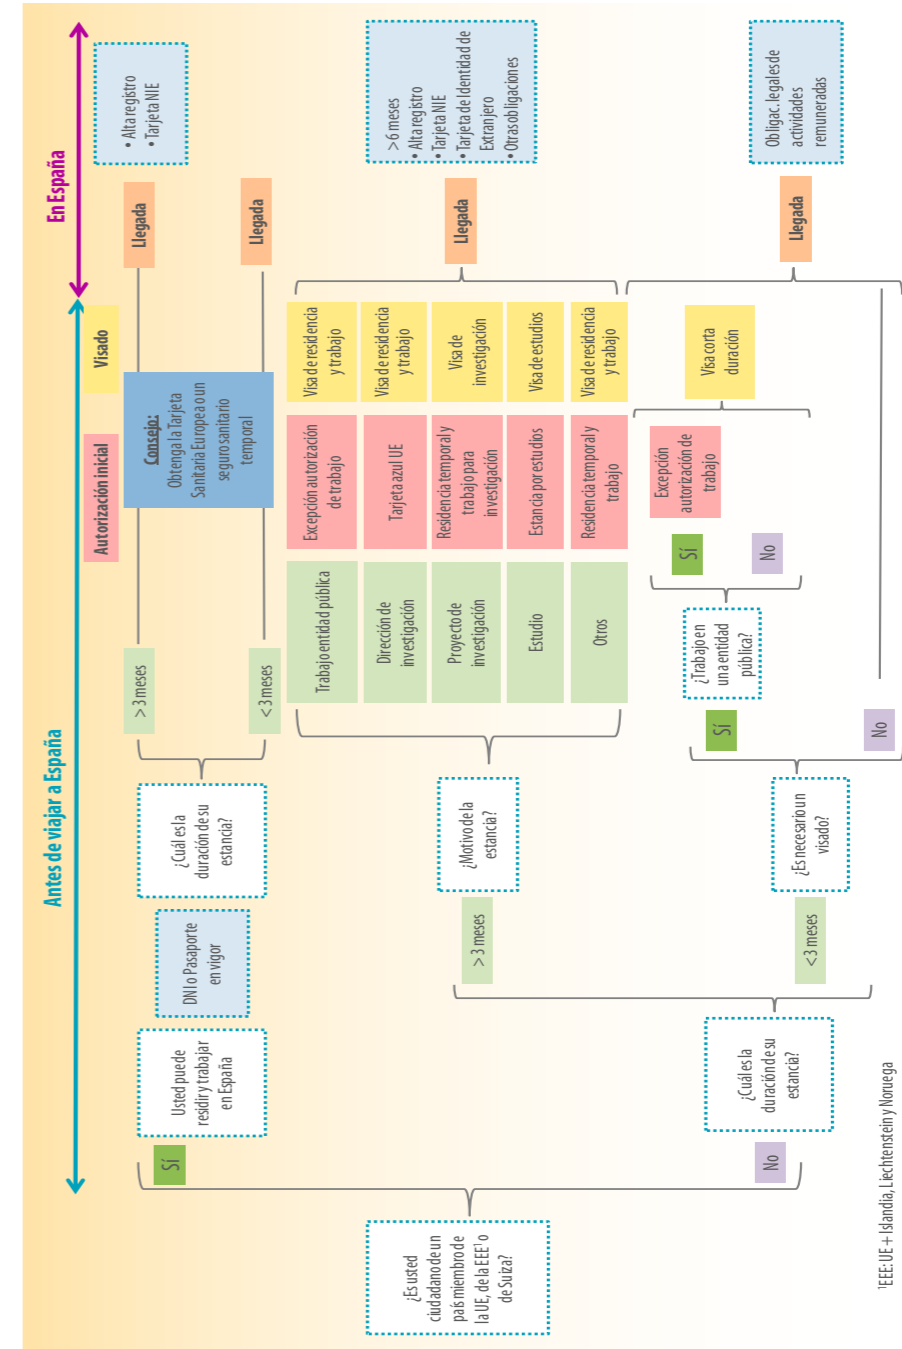 Antes de viajar a España
En España
Autorización inicial
Visado
¿Es usted
ciudadano de un
país miembro de
la UE, de la EEE¹ o
de Suiza?
Sí
Usted puede
residir y trabajar
en España
DNI o Pasaporte
en vigor
¿Cuál es la
duración de su
estancia?
> 3 meses
< 3 meses
Consejo:
Obtenga la Tarjeta
Sanitaria Europea o un
seguro sanitario
temporal
Llegada
• Alta registro
• Tarjeta NIE
Llegada
No
¿Cuál es la
duración de su
estancia?
> 3 meses
¿Motivo de la
estancia?
Trabajo entidad pública
Excepción autorización
de trabajo
Visa de residencia
y trabajo
Dirección de
investigación
Tarjeta azul UE
Visa de residencia
y trabajo
Proyecto de
investigación
Residencia temporal y
trabajo para
investigación
Visa de
investigación
Estudio
Estancia por estudios
Visa de estudios
Otros
Residencia temporal y
trabajo
Visa de residencia
y trabajo
Llegada
> 6 meses
• Alta registro
• Tarjeta NIE
• Tarjeta de Identidad de
Extranjero
• Otras obligaciones
<3 meses
¿Es necesario un
visado?
Sí
¿Trabajo en
una entidad
pública?
Sí
Excepción
autorización de
trabajo
No
Visa corta
duración
No
Llegada
Obligac. legales de
actividades
remuneradas
¹EEE: UE + Islandia, Liechtenstein y Noruega